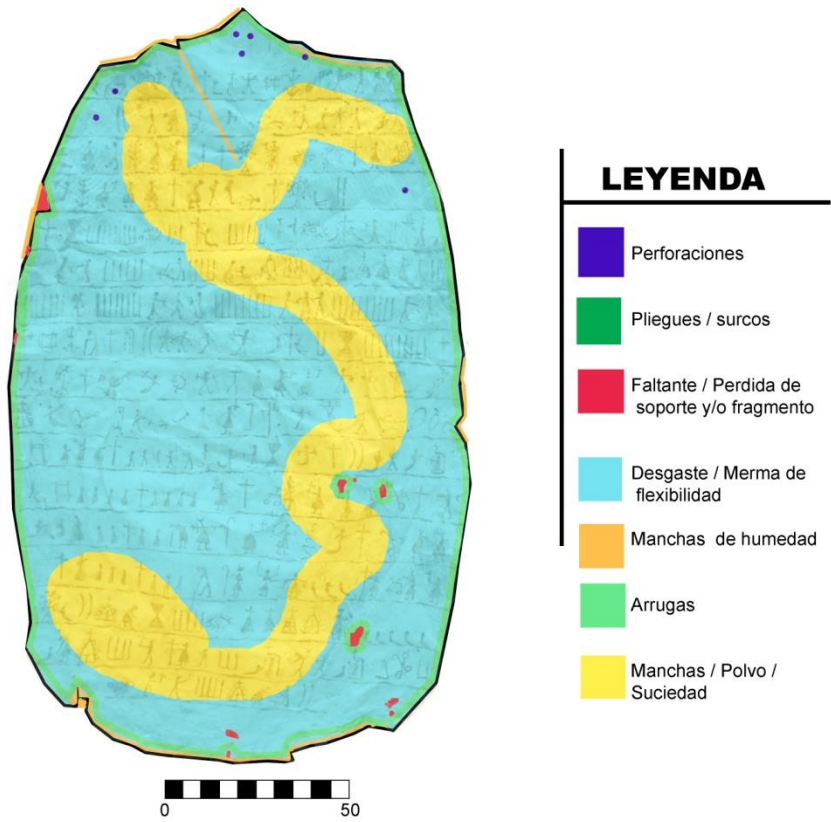 LEYENDA
Perforaciones
Pliegues / surcos
Faltante / Perdida de
soporte y/o fragmento
Desgaste / Merma de
flexibilidad
Manchas de humedad
Arrugas
Manchas / Polvo /
Suciedad
0
50